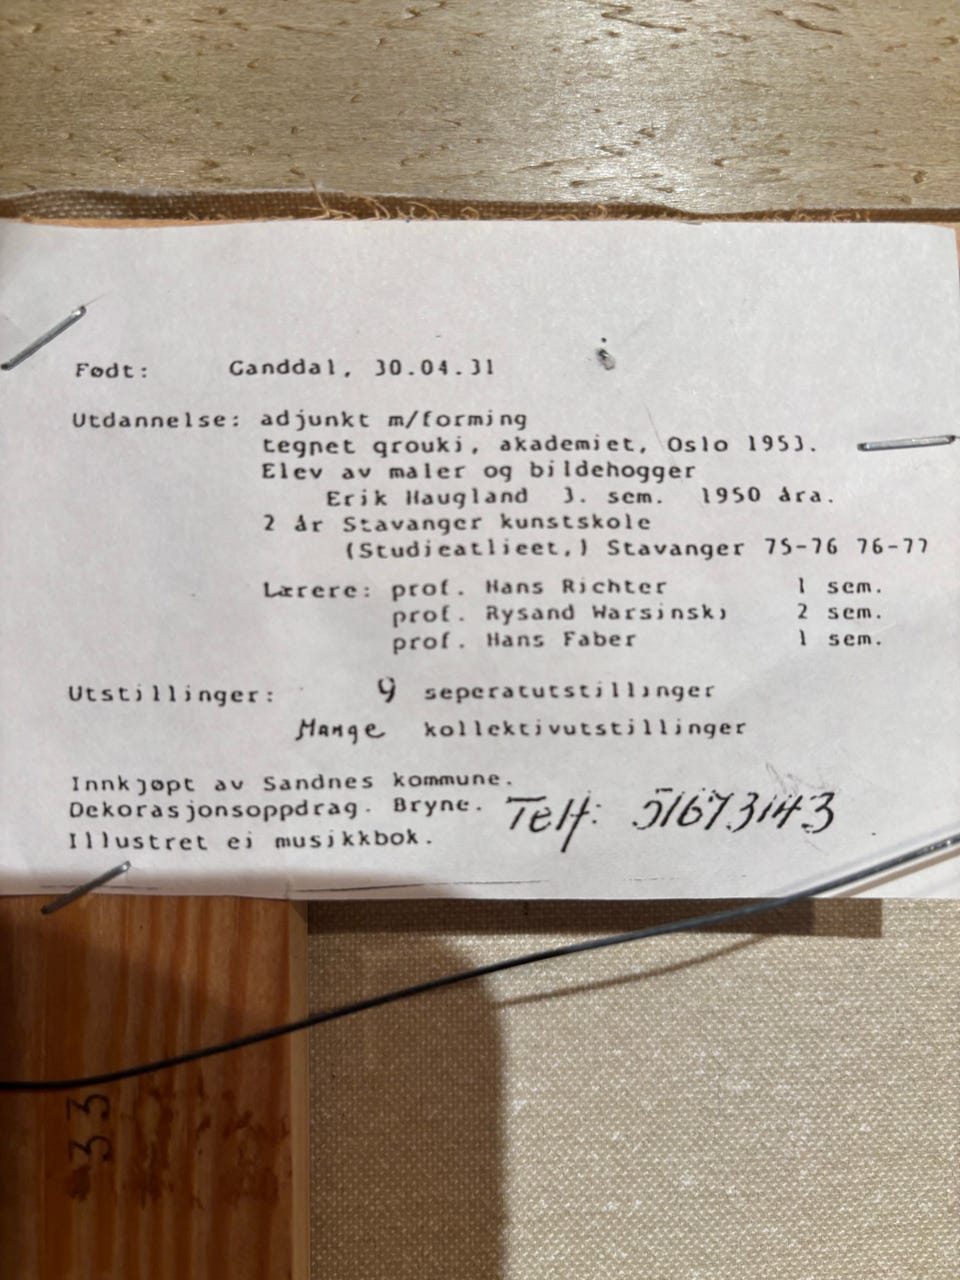 Født: Ganddal, 30.04.31
Utdannelse: adjunkt m/forming
tegnet qrouki, akademiet, Oslo 1953.
Elev av maler og bildehogger
Erik Haugland 3. sem. 1950 åra.
2 år Stavanger kunstskole
(Studieatlieet,) Stavanger 75-76 76-77
Lærere: prof. Hans Richter 1 sem.
prof. Rysand Warsinski 2 sem.
prof. Hans Faber 1 sem.
Utstillinger: 9 seperatutstillinger
Mange kollektivutstillinger
Innkjøpt av Sandnes kommune.
Dekorasjonsoppdrag. Bryne. Telf: 51673143
Illustret ei musikkbok.
33